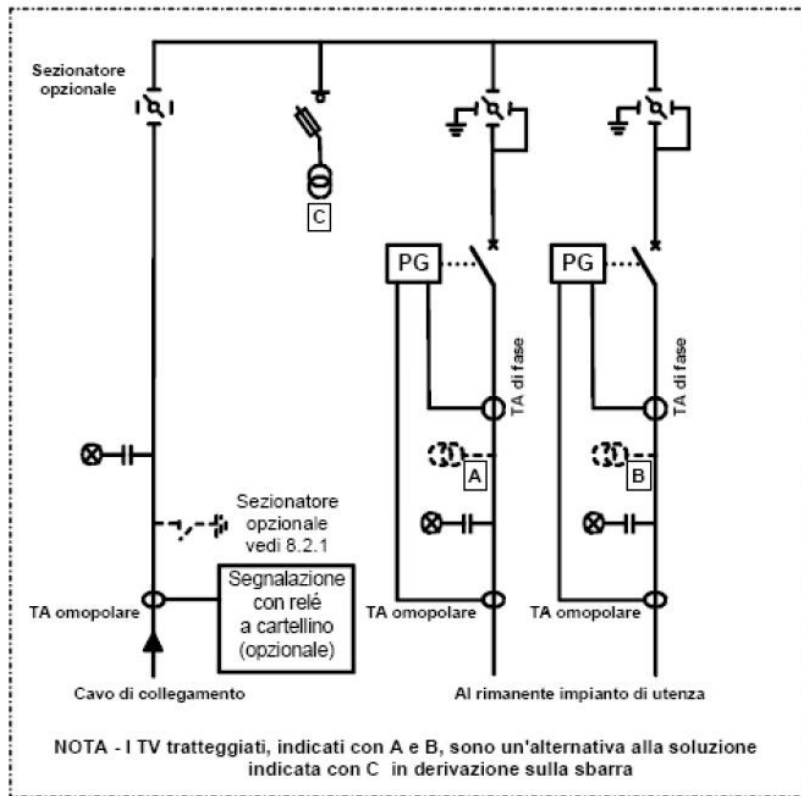 Sezionatore
opzionale
C
PG
PG
TA di fase
TA di fase
A
B
Sezionatore
opzionale
vedi 8.2.1
Segnalazione
con relé
a cartellino
(opzionale)
TA omopolare
TA omopolare
TA omopolare
Cavo di collegamento
Al rimanente impianto di utenza
NOTA - I TV tratteggiati, indicati con A e B, sono un'alternativa alla soluzione
indicata con C in derivazione sulla sbarra